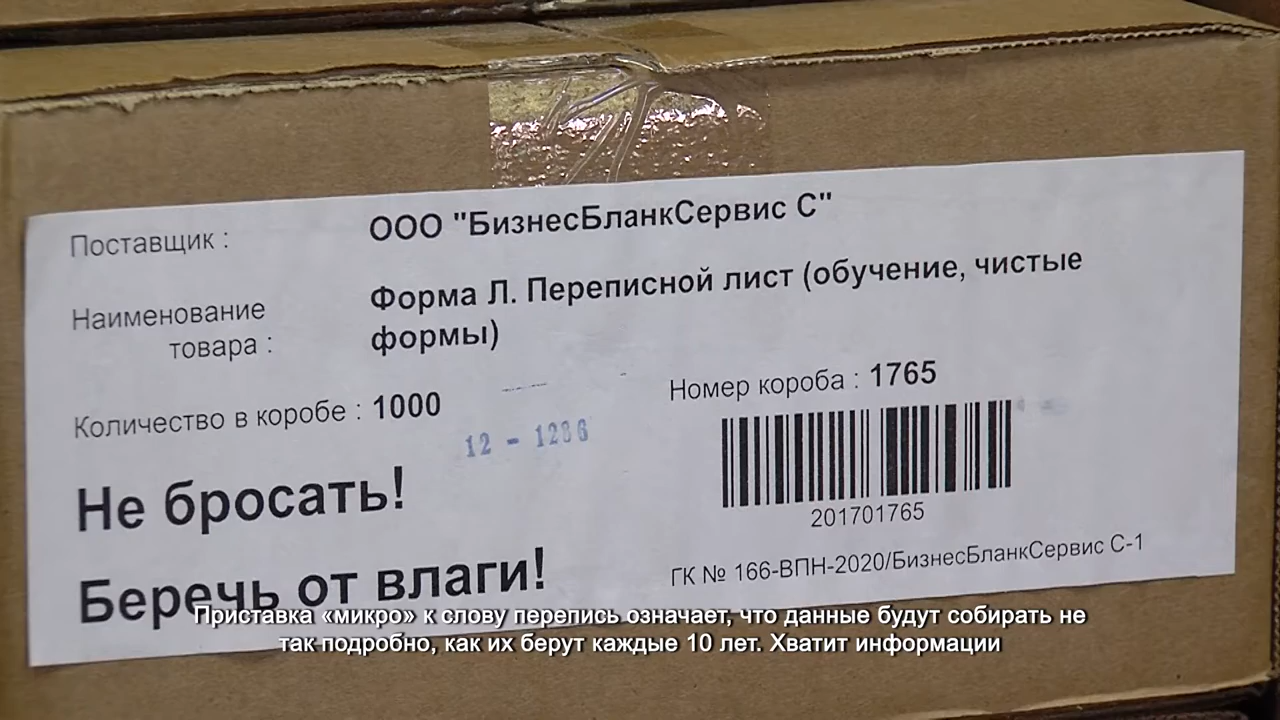 Поставщик :
ООО "БизнесБланкСервис С"
Наименование товара :
Форма Л. Переписной лист (обучение, чистые
формы)
Количество в коробе : 1000
Номер короба : 1765
12 - 1286
201701765
Не бросать!
Беречь от влаги!
ГК № 166-ВПН-2020/БизнесБланкСервис С-1
Приставка «микро» к слову перепись означает, что данные будут собирать не
так подробно, как их берут каждые 10 лет. Хватит информации